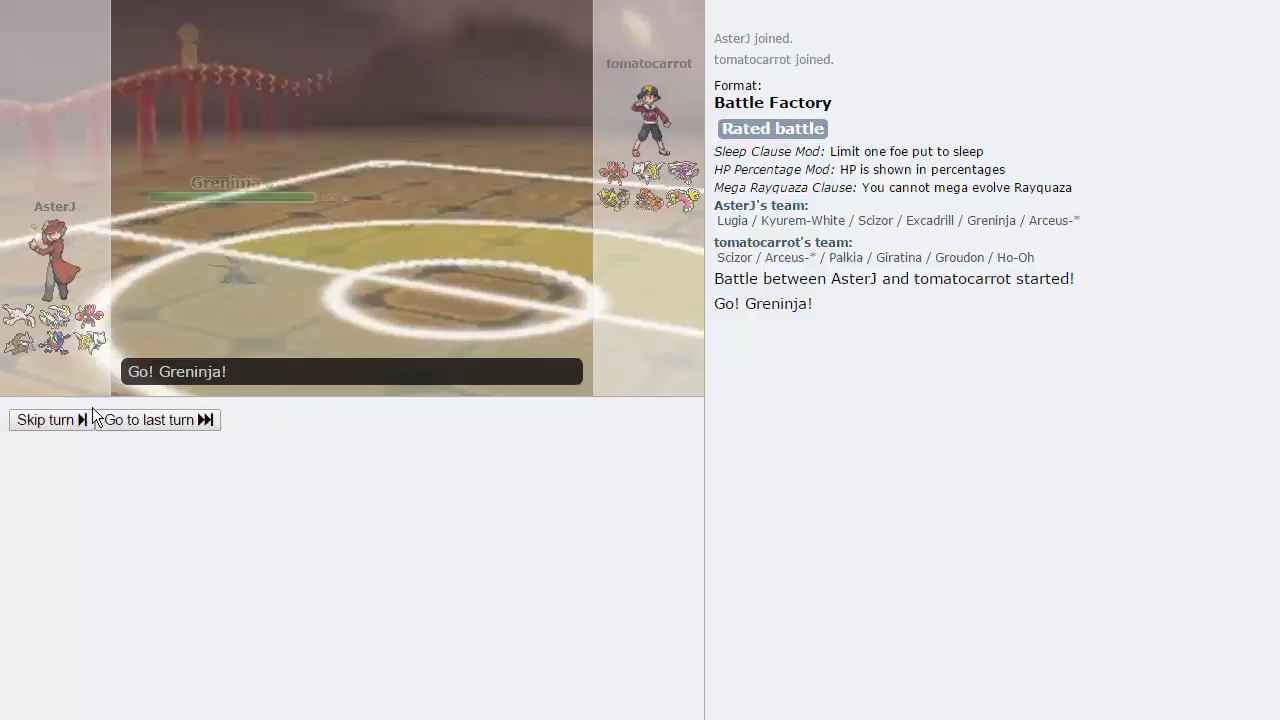 tomatocarrot
Greninja
AsterJ
Go! Greninja!
Skip turn
Go to last turn
AsterJ joined.
tomatocarrot joined.
Format:
Battle Factory
Rated battle
Sleep Clause Mod: Limit one foe put to sleep
HP Percentage Mod: HP is shown in percentages
Mega Rayquaza Clause: You cannot mega evolve Rayquaza
AsterJ's team:
Lugia / Kyurem-White / Scizor / Excadrill / Greninja / Arceus-*
tomatocarrot's team:
Scizor / Arceus-* / Palkia / Giratina / Groudon / Ho-Oh
Battle between AsterJ and tomatocarrot started!
Go! Greninja!